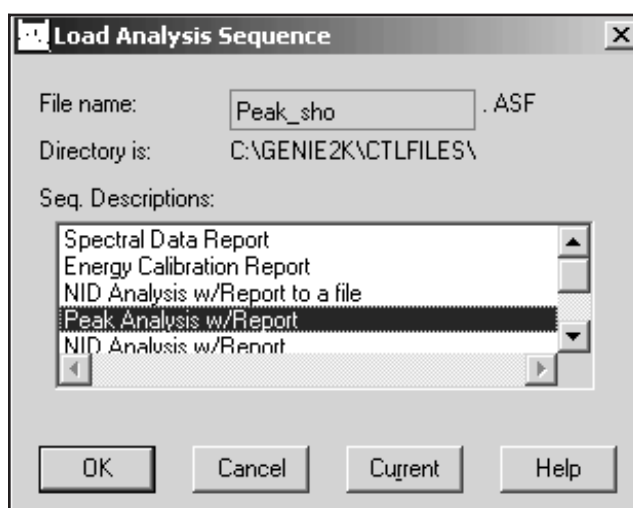 Load Analysis Sequence
File name: Peak_sho . ASF
Directory is: C:\GENIE2K\CTLFILES\
Seq. Descriptions:
Spectral Data Report
Energy Calibration Report
NID Analysis w/Report to a file
Peak Analysis w/Report
NID Analysis w/Report
OK Cancel Current Help